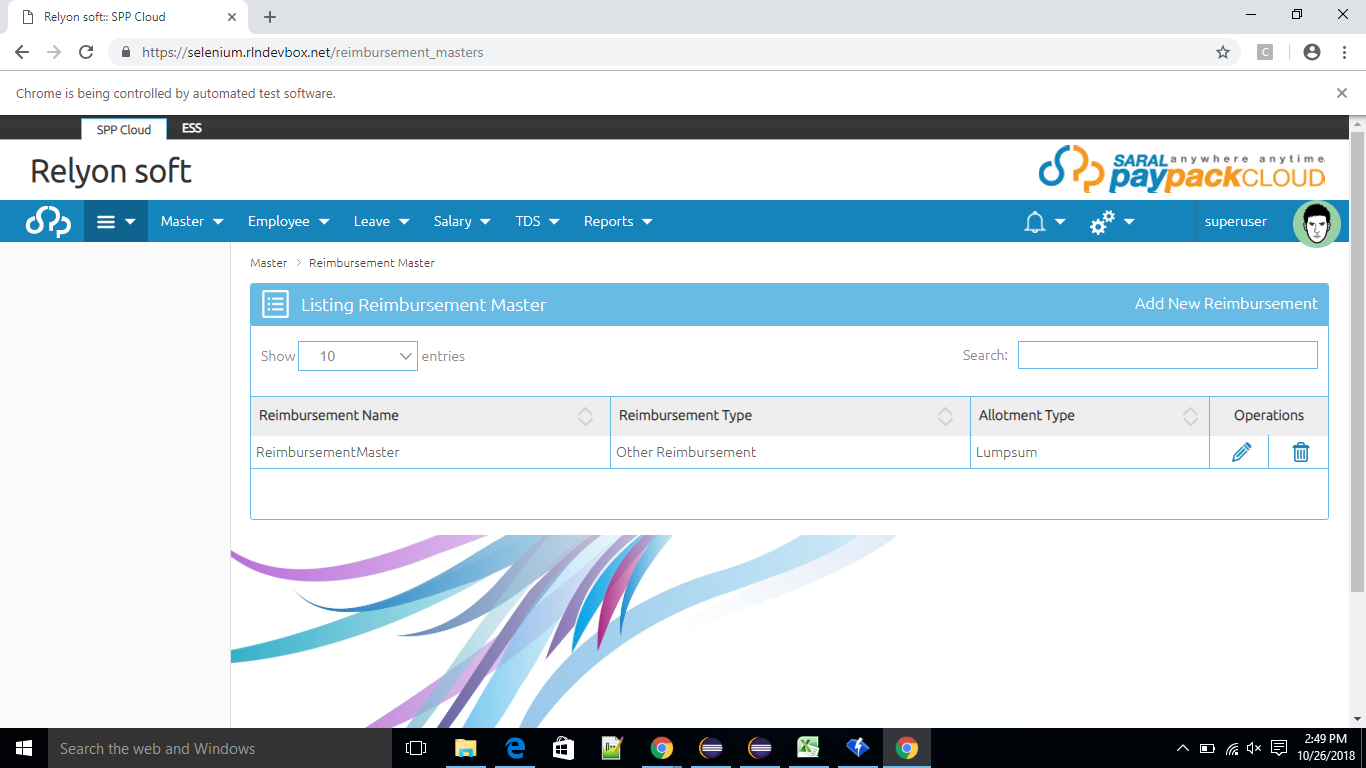 Relyon soft:: SPP Cloud
https://selenium.rlndevbox.net/reimbursement_masters
C
Chrome is being controlled by automated test software.
SPP Cloud ESS
Relyon soft
SARAL anywhere anytime
paypackCLOUD
Master Employee Leave Salary TDS Reports superuser
Master > Reimbursement Master
Listing Reimbursement Master Add New Reimbursement
Show 10 entries Search:
Reimbursement Name Reimbursement Type Allotment Type Operations
ReimbursementMaster Other Reimbursement Lumpsum
Search the web and Windows
2:49 PM
10/26/2018